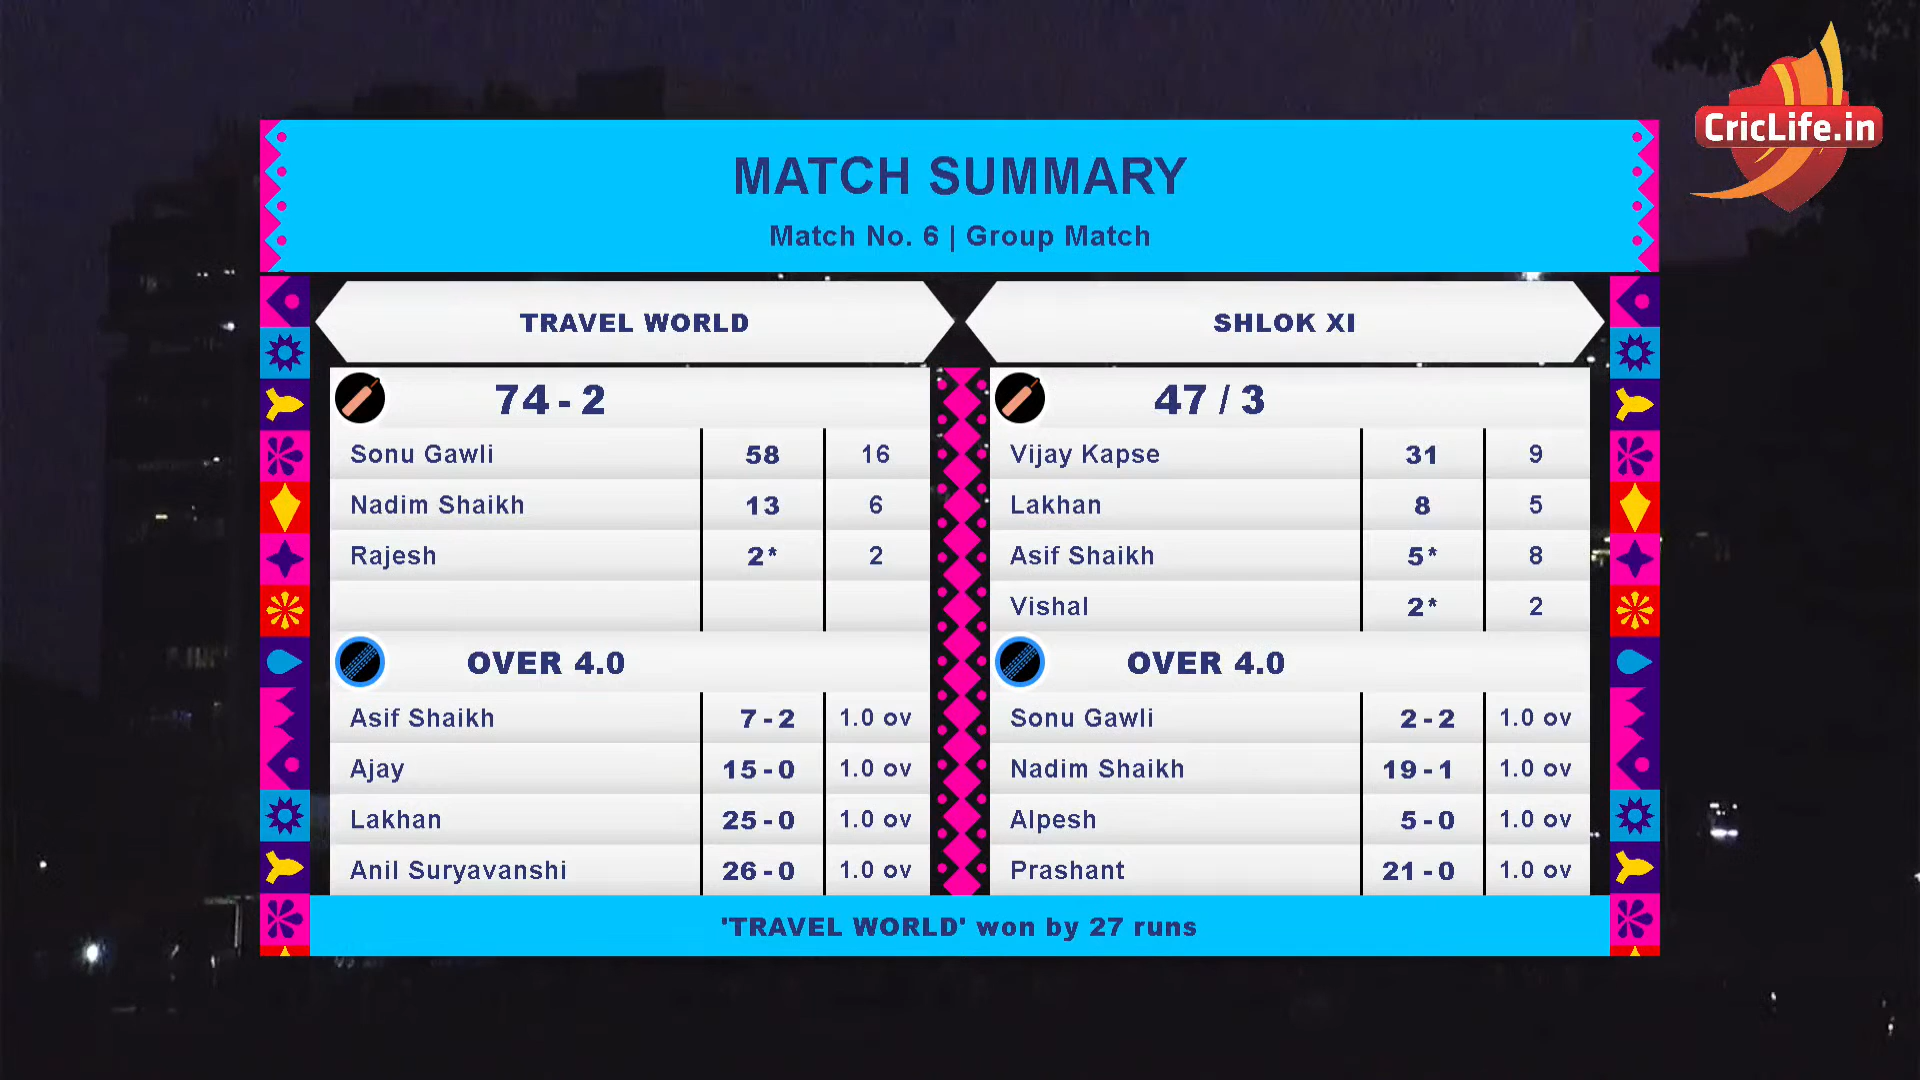 CricLife.in
MATCH SUMMARY
Match No. 6 | Group Match
TRAVEL WORLD
74 - 2
Sonu Gawli 58 16
Nadim Shaikh 13 6
Rajesh 2* 2
OVER 4.0
Asif Shaikh 7 - 2 1.0 ov
Ajay 15 - 0 1.0 ov
Lakhan 25 - 0 1.0 ov
Anil Suryavanshi 26 - 0 1.0 ov
SHLOK XI
47 / 3
Vijay Kapse 31 9
Lakhan 8 5
Asif Shaikh 5* 8
Vishal 2* 2
OVER 4.0
Sonu Gawli 2 - 2 1.0 ov
Nadim Shaikh 19 - 1 1.0 ov
Alpesh 5 - 0 1.0 ov
Prashant 21 - 0 1.0 ov
'TRAVEL WORLD' won by 27 runs